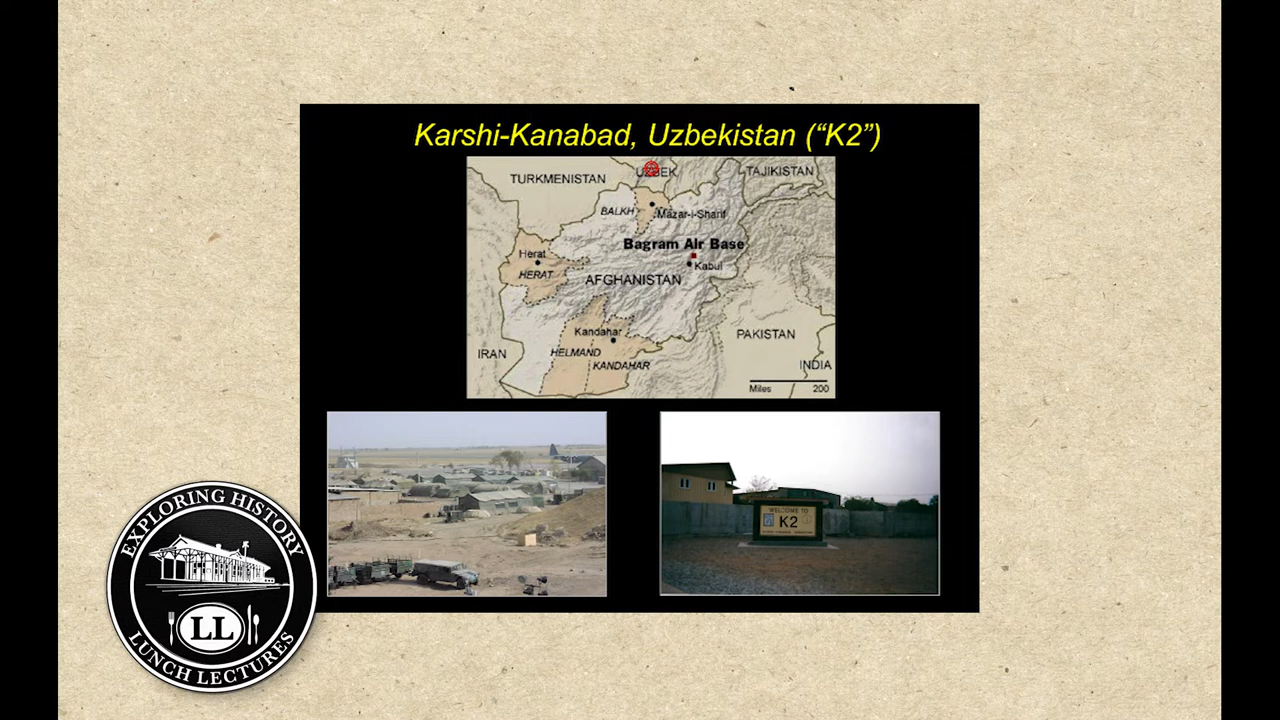 Karshi-Kanabad, Uzbekistan (“K2”)
TURKMENISTAN
UZBEK.
TAJIKISTAN
BALKH
Mazar-i-Sharif
Bagram Air Base
Herat
Kabul
HERAT
AFGHANISTAN
Kandahar
PAKISTAN
IRAN
HELMAND
KANDAHAR
INDIA
Miles 200
WELCOME TO
K2
EXPLORING HISTORY
LL
LUNCH LECTURES